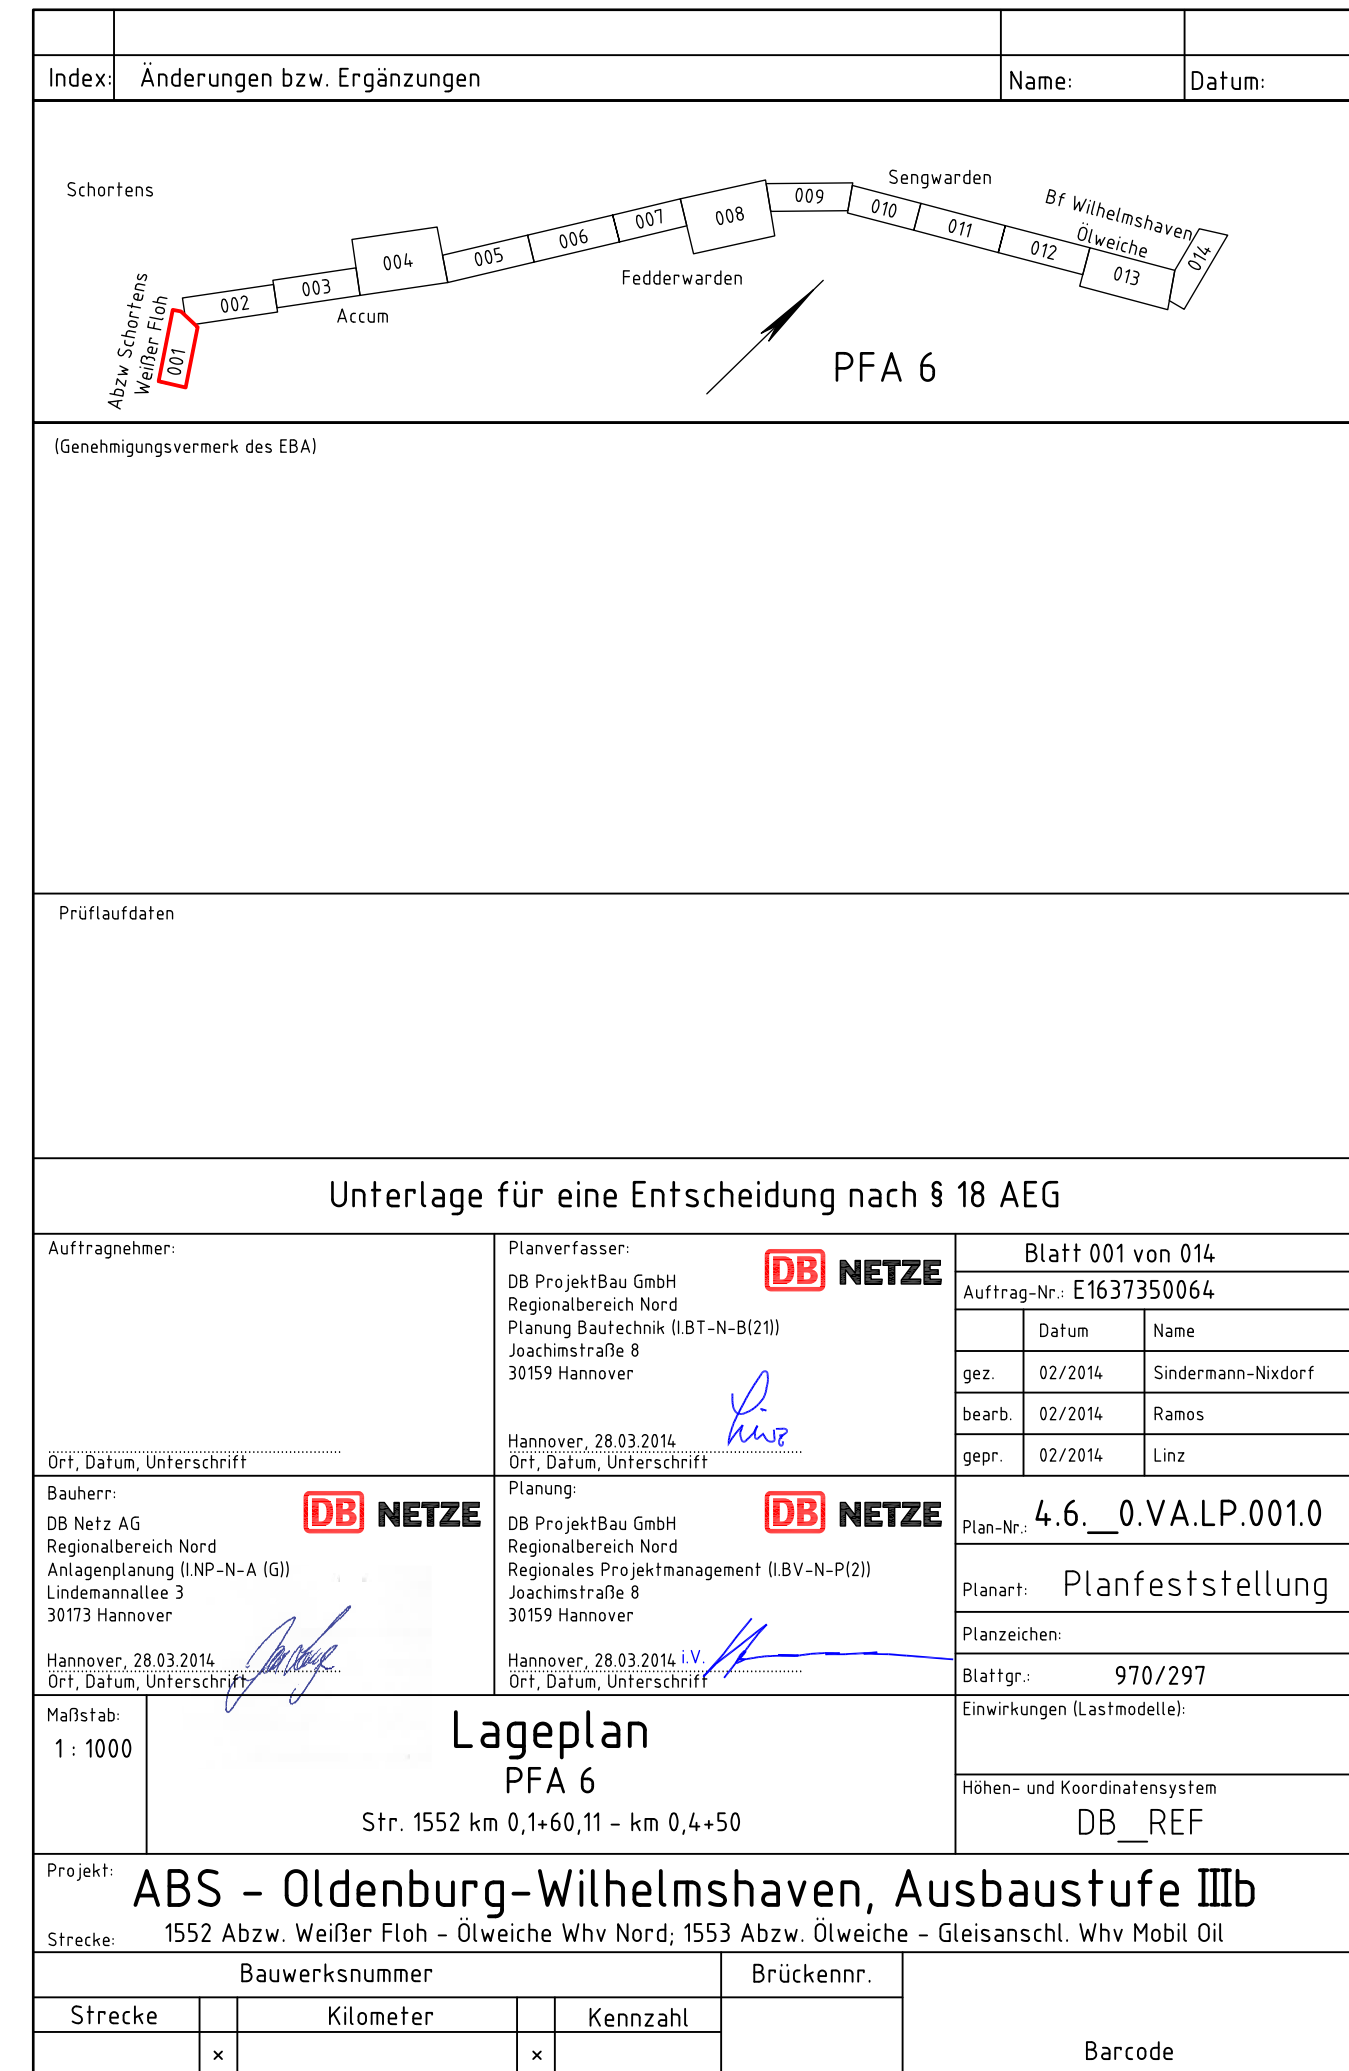 Index: Änderungen bzw. Ergänzungen Name: Datum:
Schortens
Sengwarden
Bf Wilhelmshaven
Ölweiche
Abzw Schortens
Weißer Floh
001 002 003 004 005 006 007 008 009 010 011 012 013 014
Accum
Fedderwarden
PFA 6
(Genehmigungsvermerk des EBA)
Prüflaufdaten
Unterlage für eine Entscheidung nach § 18 AEG
Auftragnehmer:
Ort, Datum, Unterschrift
Planverfasser:
DB NETZE
DB ProjektBau GmbH
Regionalbereich Nord
Planung Bautechnik (I.BT-N-B(21))
Joachimstraße 8
30159 Hannover
Hannover, 28.03.2014
Ort, Datum, Unterschrift
Blatt 001 von 014
Auftrag-Nr.: E1637350064
Datum Name
gez. 02/2014 Sindermann-Nixdorf
bearb. 02/2014 Ramos
gepr. 02/2014 Linz
Bauherr:
DB NETZE
DB Netz AG
Regionalbereich Nord
Anlagenplanung (I.NP-N-A (G))
Lindemannallee 3
30173 Hannover
Hannover, 28.03.2014
Ort, Datum, Unterschrift
Planung:
DB NETZE
DB ProjektBau GmbH
Regionalbereich Nord
Regionales Projektmanagement (I.BV-N-P(2))
Joachimstraße 8
30159 Hannover
Hannover, 28.03.2014 i.V.
Ort, Datum, Unterschrift
Plan-Nr.: 4.6.__0.VA.LP.001.0
Planart: Planfeststellung
Planzeichen:
Blattgr.: 970/297
Maßstab:
1 : 1000
Lageplan
PFA 6
Str. 1552 km 0,1+60,11 - km 0,4+50
Einwirkungen (Lastmodelle):
Höhen- und Koordinatensystem
DB__REF
Projekt: ABS - Oldenburg-Wilhelmshaven, Ausbaustufe IIIb
Strecke: 1552 Abzw. Weißer Floh - Ölweiche Whv Nord; 1553 Abzw. Ölweiche - Gleisanschl. Whv Mobil Oil
Bauwerksnummer Brückennr.
Strecke Kilometer Kennzahl
x x
Barcode